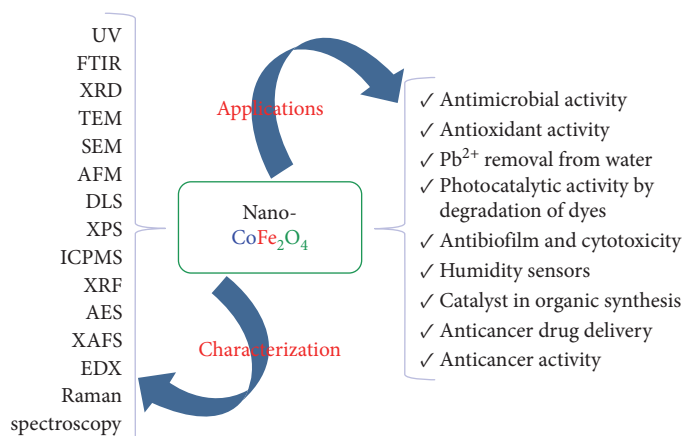 UV
FTIR
XRD
TEM
SEM
AFM
DLS
XPS
ICPMS
XRF
AES
XAFS
EDX
Raman
spectroscopy
Applications
Nano-
CoFe₂O₄
Characterization
✓ Antimicrobial activity
✓ Antioxidant activity
✓ Pb²⁺ removal from water
✓ Photocatalytic activity by
degradation of dyes
✓ Antibiofilm and cytotoxicity
✓ Humidity sensors
✓ Catalyst in organic synthesis
✓ Anticancer drug delivery
✓ Anticancer activity